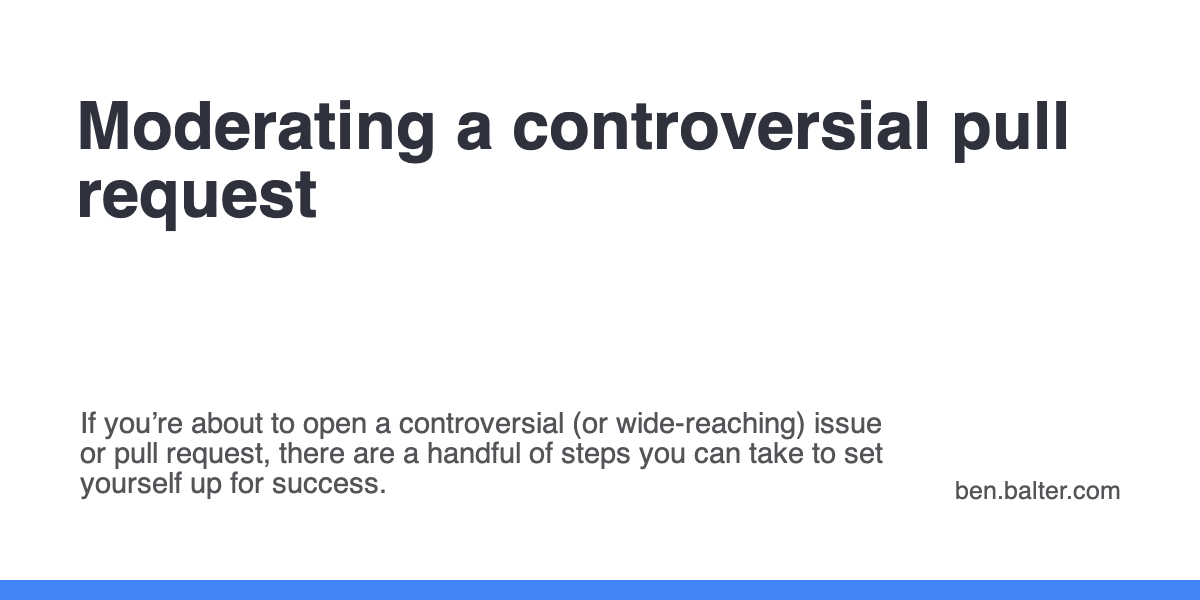 Moderating a controversial pull
request
If you’re about to open a controversial (or wide-reaching) issue
or pull request, there are a handful of steps you can take to set
yourself up for success.
ben.balter.com